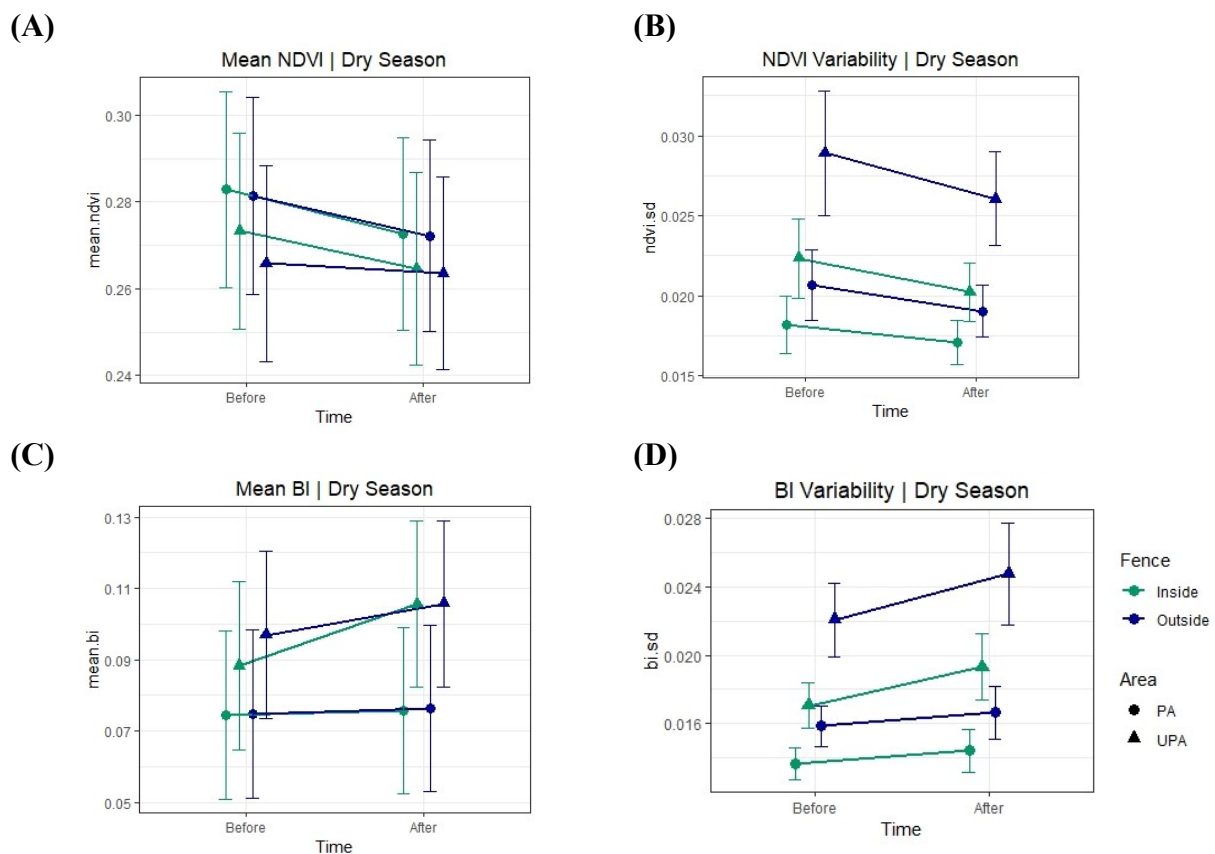 (A)
Mean NDVI | Dry Season
mean.ndvi
0.30
0.28
0.26
0.24
Before
After
Time
(B)
NDVI Variability | Dry Season
ndvi.sd
0.030
0.025
0.020
0.015
Before
After
Time
(C)
Mean BI | Dry Season
mean.bi
0.13
0.11
0.09
0.07
0.05
Before
After
Time
(D)
BI Variability | Dry Season
bi.sd
0.028
0.024
0.020
0.016
Before
After
Time
Fence
Inside
Outside
Area
PA
UPA